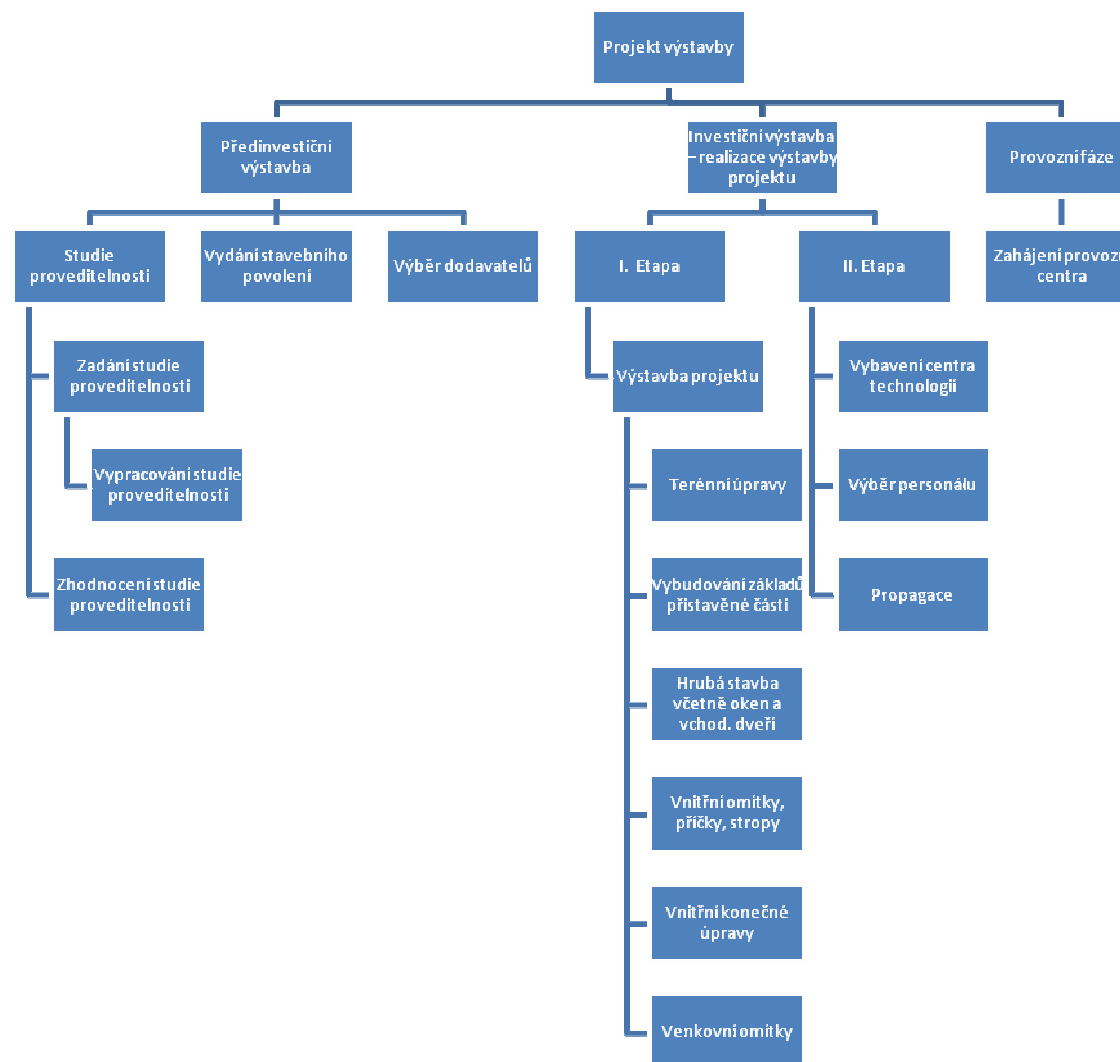 Projekt výstavby
Předinvestiční
výstavba
Investiční výstavba
– realizace výstavby
projektu
Provozní fáze
Studie
proveditelnosti
Vydání stavebního
povolení
Výběr dodavatelů
I. Etapa
II. Etapa
Zahájení provozu
centra
Zadání studie
proveditelnosti
Vypracování studie
proveditelnosti
Zhodnocení studie
proveditelnosti
Výstavba projektu
Terénní úpravy
Vybudování základů
přistavěné části
Hrubá stavba
včetně oken a
vchod. dveří
Vnitřní omítky,
příčky, stropy
Vnitřní konečné
úpravy
Venkovní omítky
Vybavení centra
technologií
Výběr personálu
Propagace